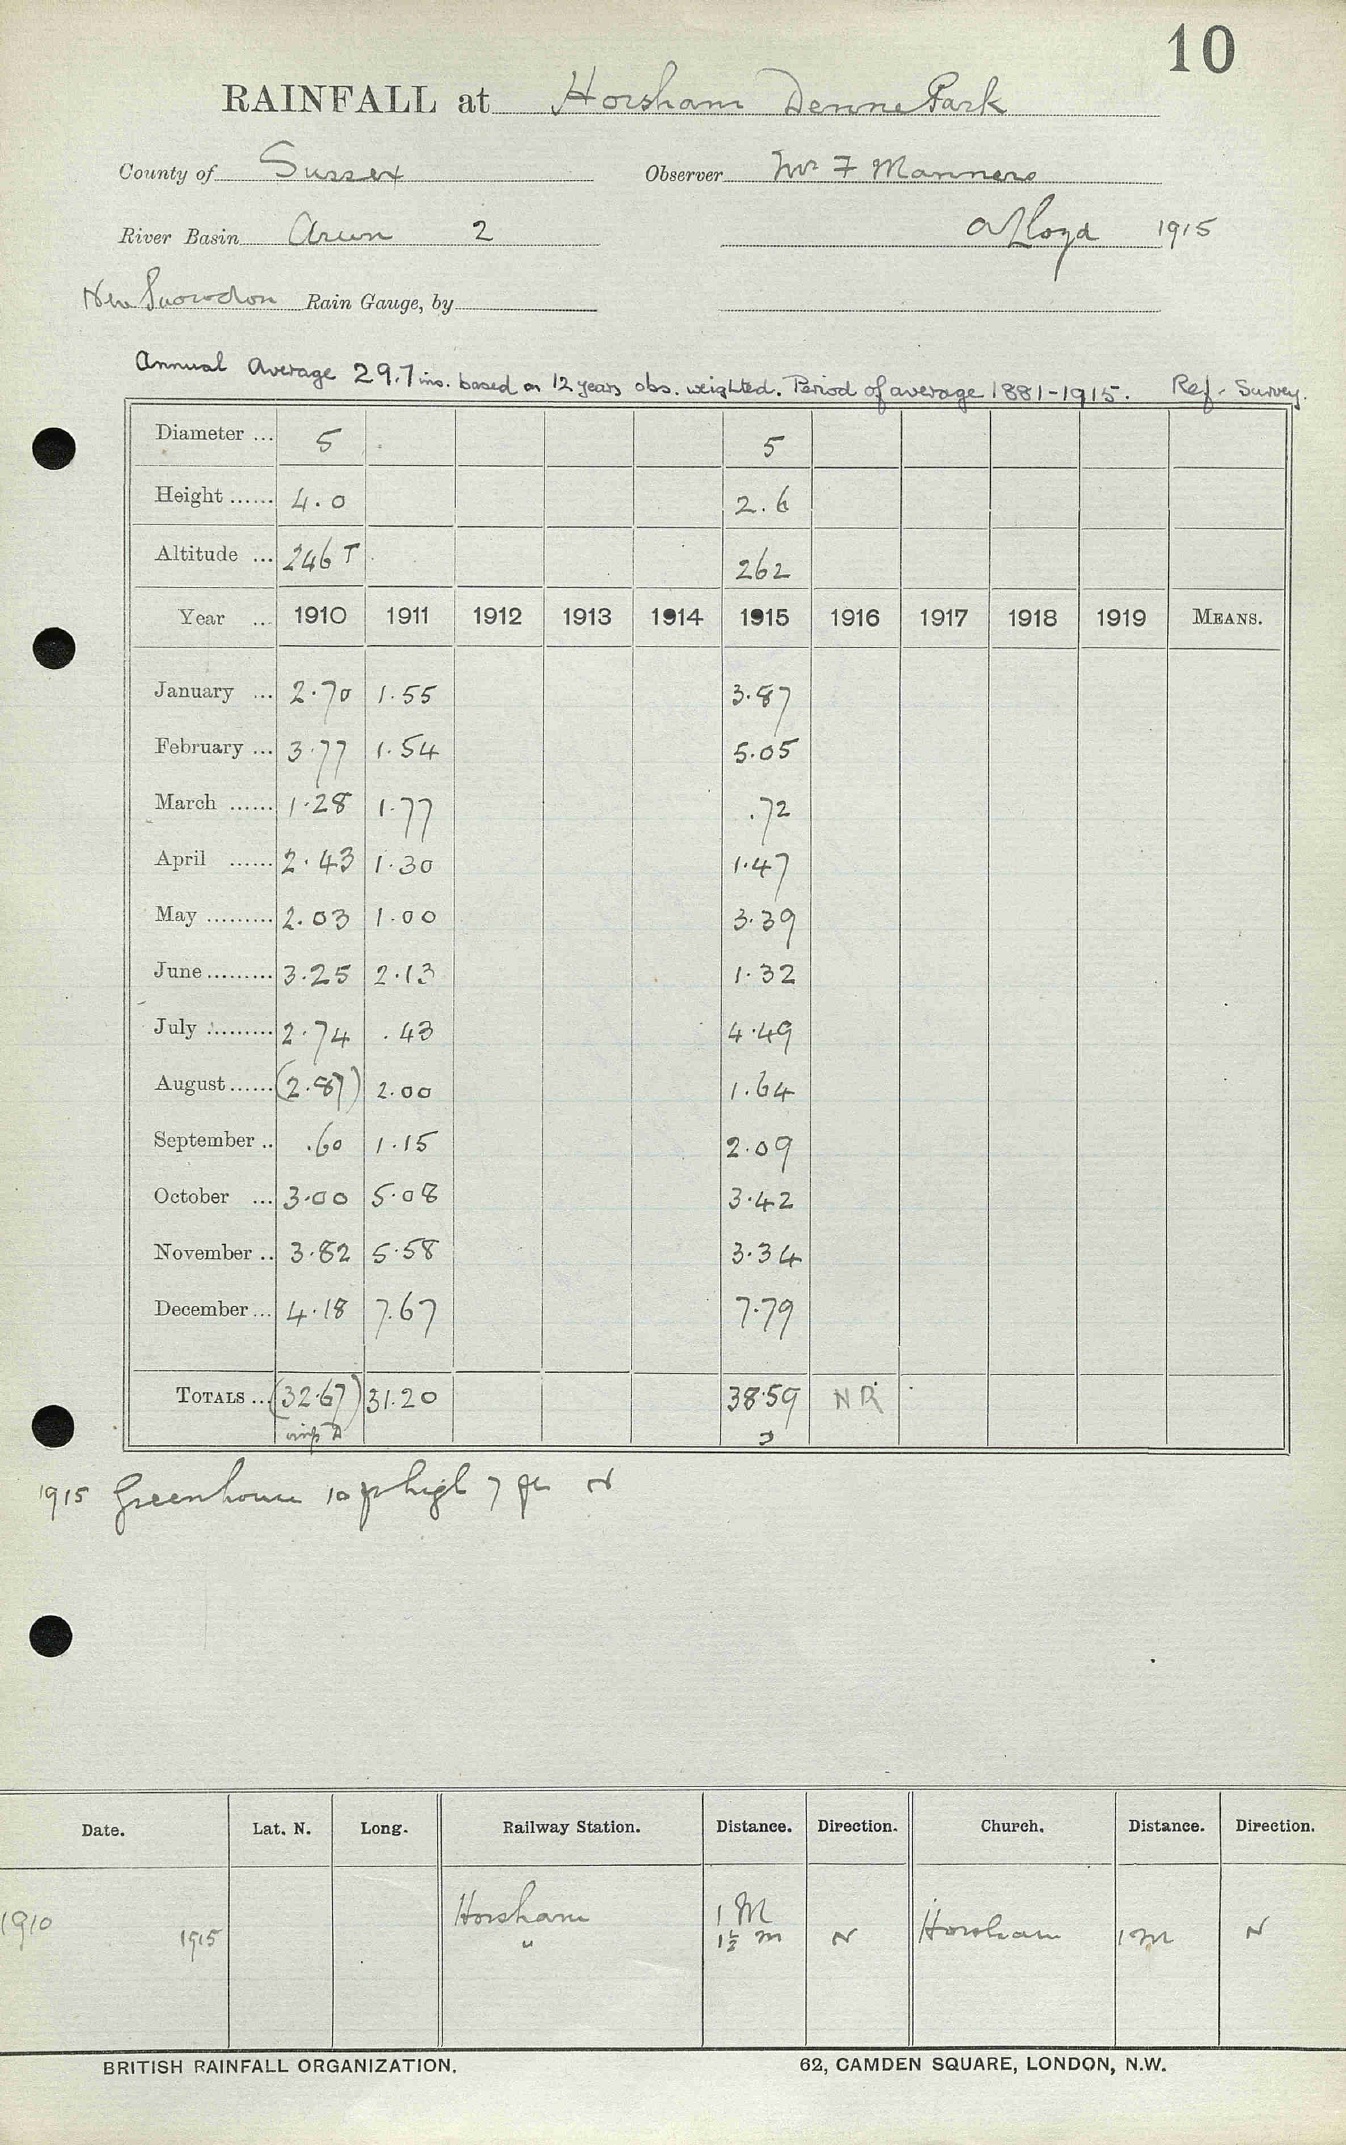 10
RAINFALL at Horsham Denne Park
County of Sussex Observer Mr F Manners
River Basin Arun 2 A Lloyd 1915
New Snowdon Rain Gauge, by
Annual Average 29.7 ins. based on 12 years obs. weighted. Period of average 1881-1915. Ref. Survey.
Diameter ... 5 5
Height ...... 4.0 2.6
Altitude ... 246 T 262
Year ... 1910 1911 1912 1913 1914 1915 1916 1917 1918 1919 MEANS.
January ... 2.70 1.55 3.87
February ... 3.77 1.54 5.05
March ...... 1.28 1.77 .72
April ...... 2.43 1.30 1.47
May ......... 2.03 1.00 3.39
June ......... 3.25 2.13 1.32
July ......... 2.74 .43 4.49
August ...... (2.87) 2.00 1.64
September .. .60 1.15 2.09
October ... 3.00 5.08 3.42
November .. 3.82 5.58 3.34
December ... 4.18 7.67 7.79
TOTALS ... (32.67) 31.20 38.59 NR
1915 Greenhouse 10 high 7 N
Date. Lat. N. Long. Railway Station. Distance. Direction. Church. Distance. Direction.
1910 Horsham 1 M
1915 " 1½ m N Horsham 1 m N
BRITISH RAINFALL ORGANIZATION. 62, CAMDEN SQUARE, LONDON, N.W.